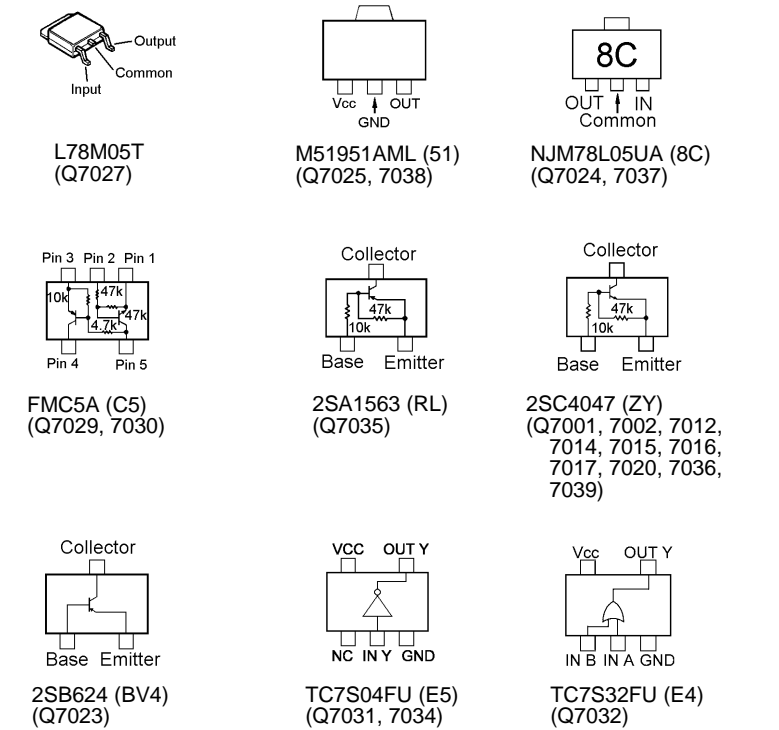 Output
Common
Input
L78M05T
(Q7027)
Vcc OUT
GND
M51951AML (51)
(Q7025, 7038)
8C
OUT IN
Common
NJM78L05UA (8C)
(Q7024, 7037)
Pin 3 Pin 2 Pin 1
10k 47k
47k
4.7k
Pin 4 Pin 5
FMC5A (C5)
(Q7029, 7030)
Collector
47k
10k
Base Emitter
2SA1563 (RL)
(Q7035)
Collector
47k
10k
Base Emitter
2SC4047 (ZY)
(Q7001, 7002, 7012,
7014, 7015, 7016,
7017, 7020, 7036,
7039)
Collector
Base Emitter
2SB624 (BV4)
(Q7023)
VCC OUT Y
NC IN Y GND
TC7S04FU (E5)
(Q7031, 7034)
Vcc OUT Y
IN B IN A GND
TC7S32FU (E4)
(Q7032)